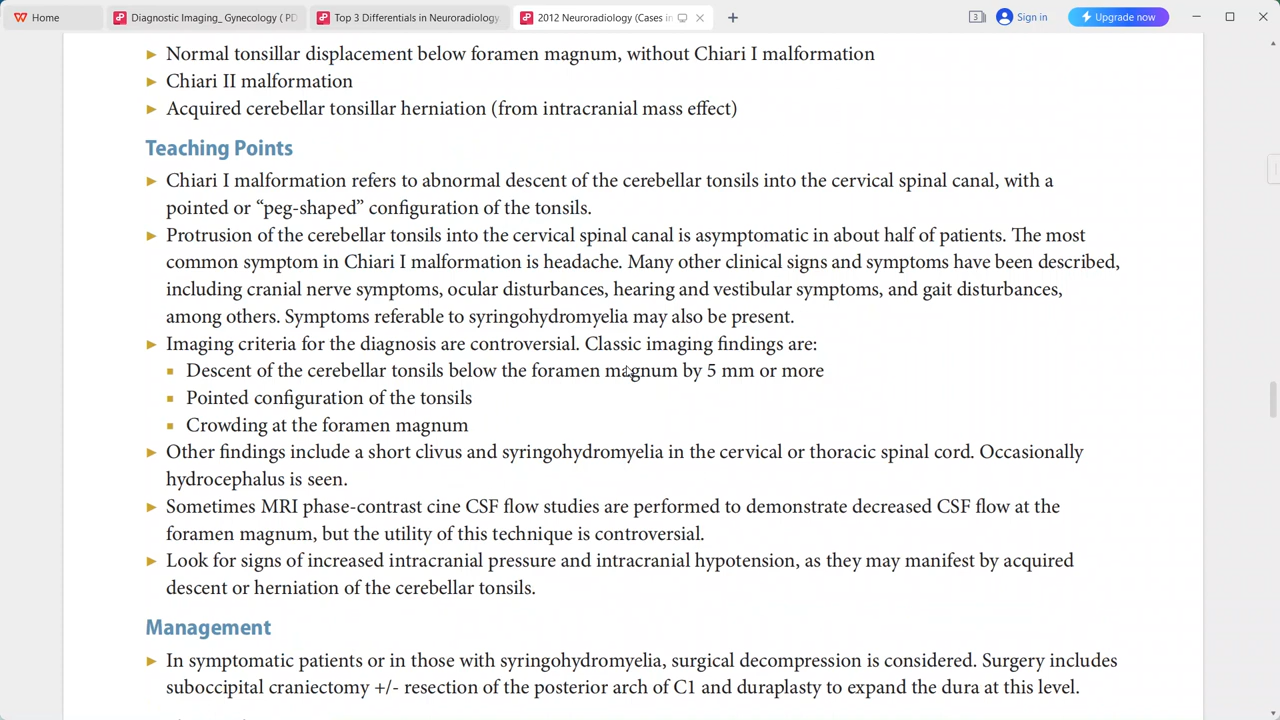 Home
Diagnostic Imaging_ Gynecology ( PD
Top 3 Differentials in Neuroradiology
2012 Neuroradiology (Cases in
3
Sign in
Upgrade now
Normal tonsillar displacement below foramen magnum, without Chiari I malformation
Chiari II malformation
Acquired cerebellar tonsillar herniation (from intracranial mass effect)
Teaching Points
Chiari I malformation refers to abnormal descent of the cerebellar tonsils into the cervical spinal canal, with a
pointed or “peg-shaped” configuration of the tonsils.
Protrusion of the cerebellar tonsils into the cervical spinal canal is asymptomatic in about half of patients. The most
common symptom in Chiari I malformation is headache. Many other clinical signs and symptoms have been described,
including cranial nerve symptoms, ocular disturbances, hearing and vestibular symptoms, and gait disturbances,
among others. Symptoms referable to syringohydromyelia may also be present.
Imaging criteria for the diagnosis are controversial. Classic imaging findings are:
Descent of the cerebellar tonsils below the foramen magnum by 5 mm or more
Pointed configuration of the tonsils
Crowding at the foramen magnum
Other findings include a short clivus and syringohydromyelia in the cervical or thoracic spinal cord. Occasionally
hydrocephalus is seen.
Sometimes MRI phase-contrast cine CSF flow studies are performed to demonstrate decreased CSF flow at the
foramen magnum, but the utility of this technique is controversial.
Look for signs of increased intracranial pressure and intracranial hypotension, as they may manifest by acquired
descent or herniation of the cerebellar tonsils.
Management
In symptomatic patients or in those with syringohydromyelia, surgical decompression is considered. Surgery includes
suboccipital craniectomy +/- resection of the posterior arch of C1 and duraplasty to expand the dura at this level.